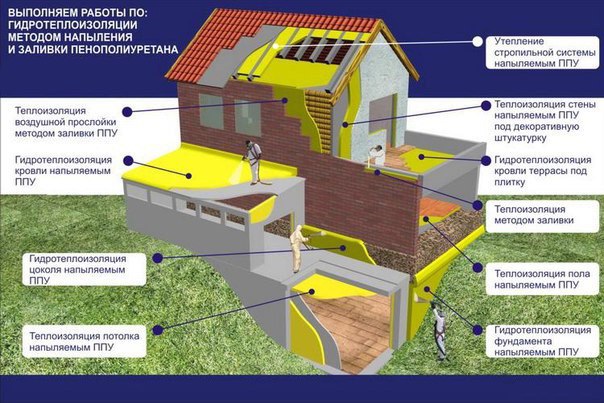 ВЫПОЛНЯЕМ РАБОТЫ ПО:
ГИДРОТЕПЛОИЗОЛЯЦИИ
МЕТОДОМ НАПЫЛЕНИЯ
И ЗАЛИВКИ ПЕНОПОЛИУРЕТАНА
Утепление
стропильной системы
напыляемым ППУ
Теплоизоляция
воздушной прослойки
методом заливки ППУ
Теплоизоляция стены
напыляемым ППУ
под декоративную
штукатурку
Гидротеплоизоляция
кровли напыляемым
ППУ
Гидротеплоизоляция
кровли террасы под
плитку
Теплоизоляция
методом заливки
Гидротеплоизоляция
цоколя напыляемым
ППУ
Теплоизоляция пола
напыляемым ППУ
Теплоизоляция потолка
напыляемым ППУ
Гидротеплоизоляция
фундамента
напыляемым ППУ